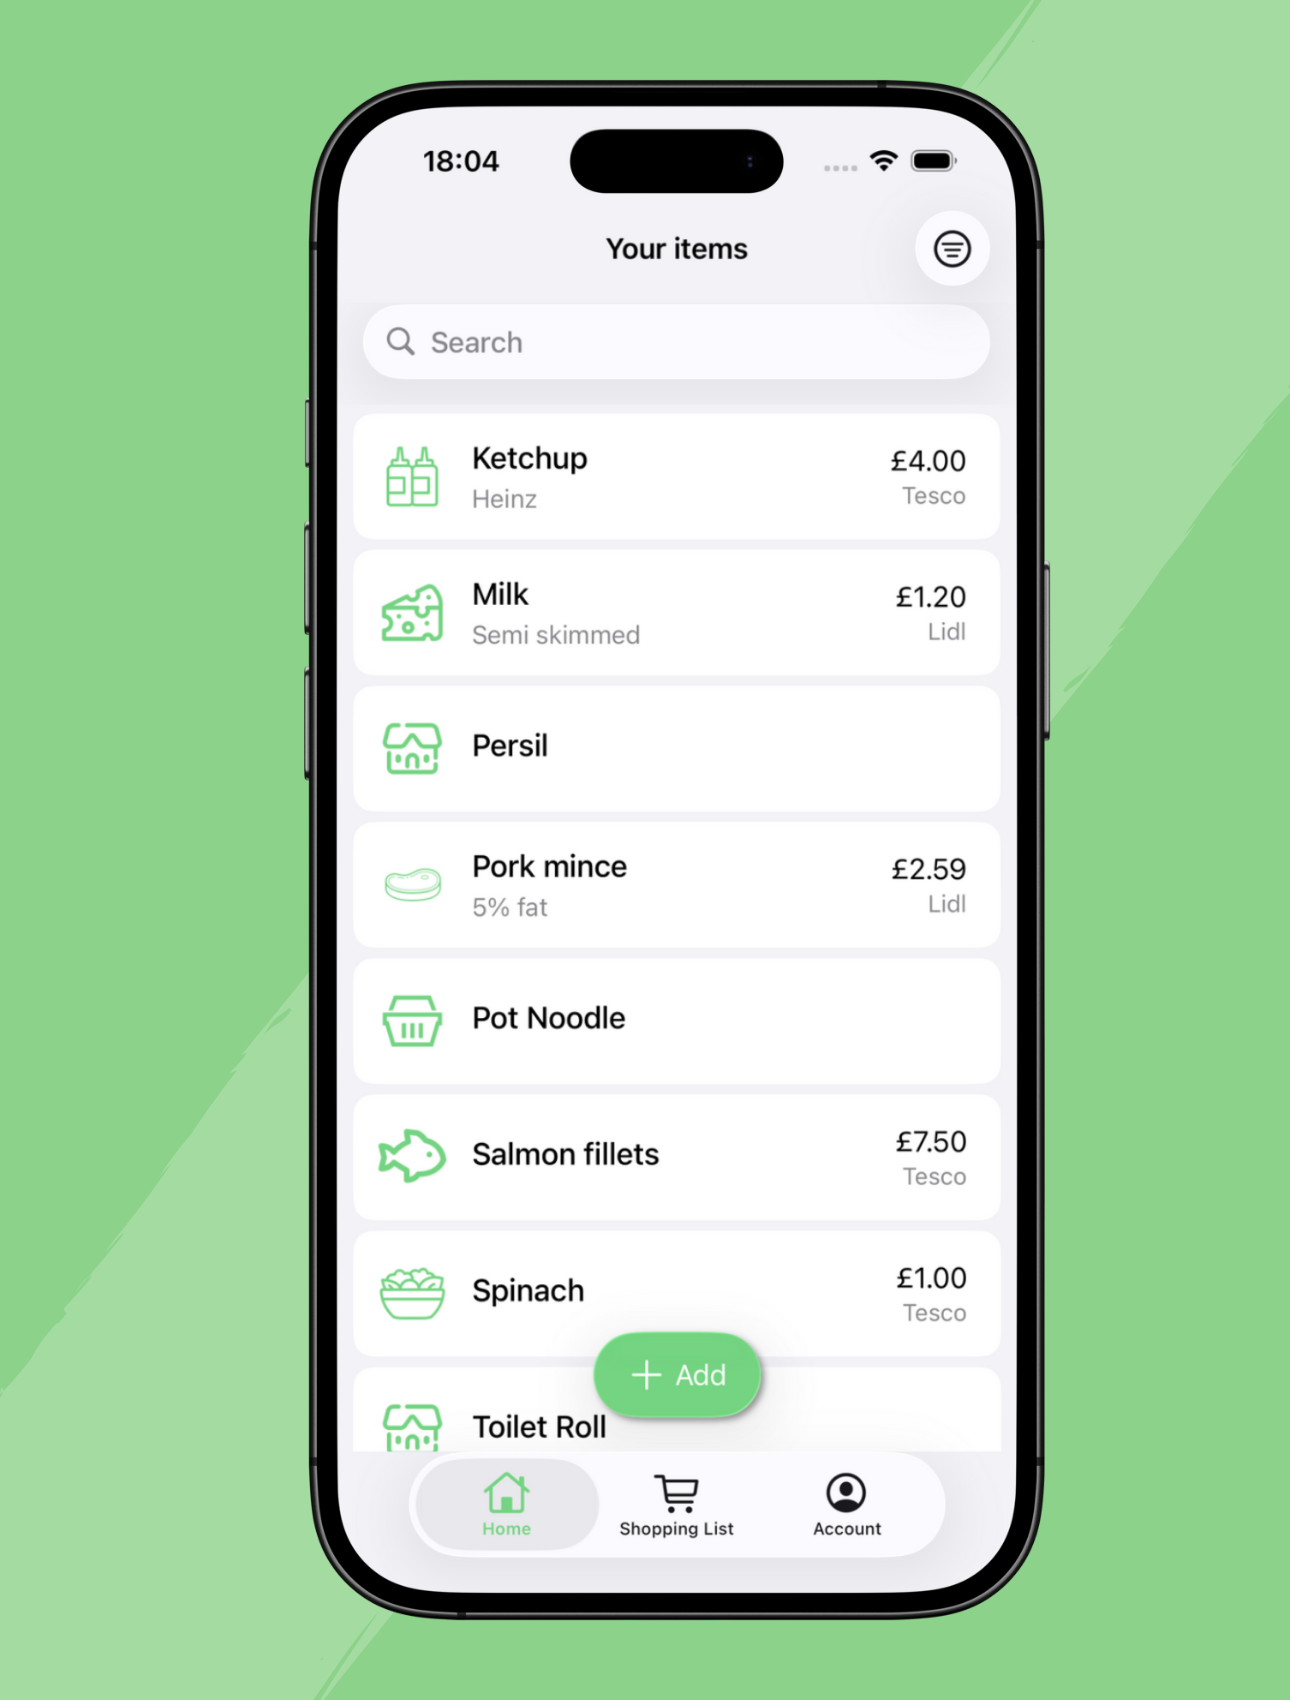 18:04
Your items
Search
Ketchup
£4.00
Heinz
Tesco
Milk
£1.20
Semi skimmed
Lidl
Persil
Pork mince
£2.59
5% fat
Lidl
Pot Noodle
Salmon fillets
£7.50
Tesco
Spinach
£1.00
Tesco
+ Add
Toilet Roll
Home
Shopping List
Account